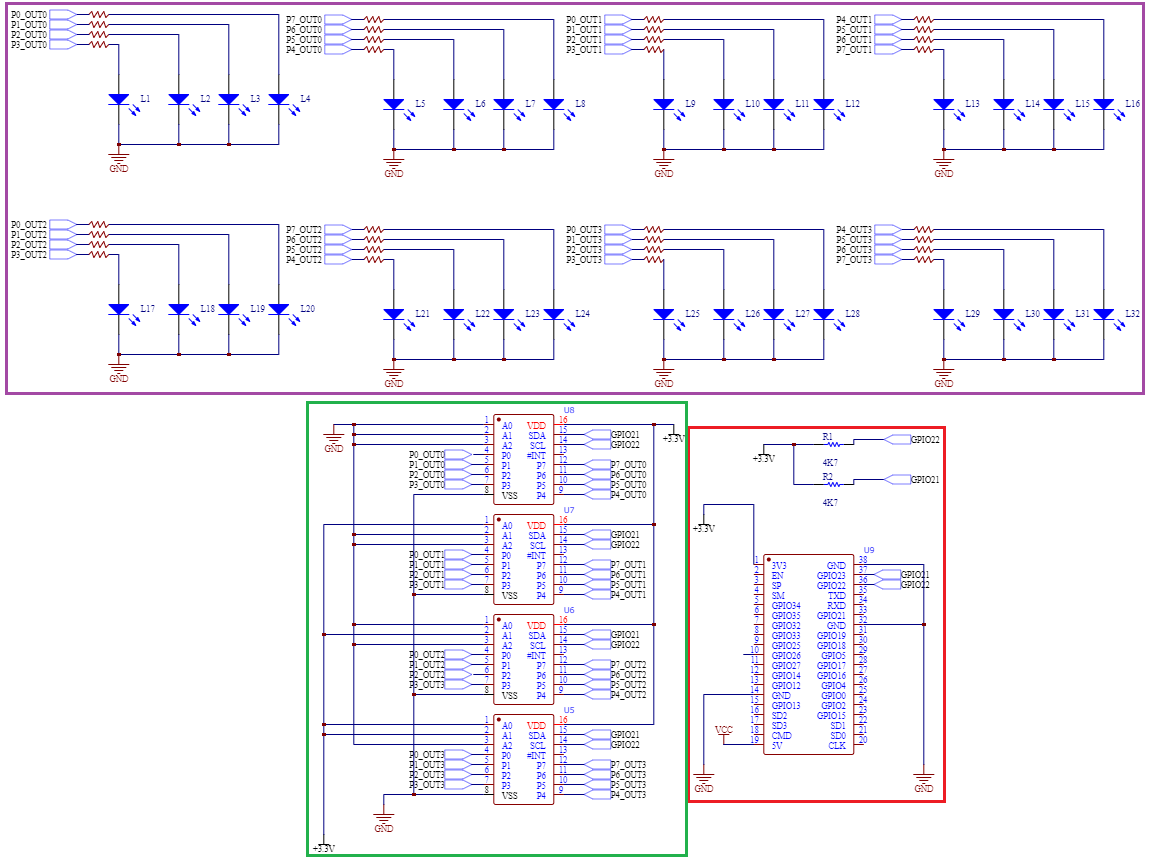 P0_OUT0
P1_OUT0
P2_OUT0
P3_OUT0
L1 L2 L3 L4
GND
P7_OUT0
P6_OUT0
P5_OUT0
P4_OUT0
L5 L6 L7 L8
GND
P0_OUT1
P1_OUT1
P2_OUT1
P3_OUT1
L9 L10 L11 L12
GND
P4_OUT1
P5_OUT1
P6_OUT1
P7_OUT1
L13 L14 L15 L16
GND
P0_OUT2
P1_OUT2
P2_OUT2
P3_OUT2
L17 L18 L19 L20
GND
P7_OUT2
P6_OUT2
P5_OUT2
P4_OUT2
L21 L22 L23 L24
GND
P0_OUT3
P1_OUT3
P2_OUT3
P3_OUT3
L25 L26 L27 L28
GND
P4_OUT3
P5_OUT3
P6_OUT3
P7_OUT3
L29 L30 L31 L32
GND
U8
1 A0 VDD 16
2 A1 SDA 15 GPIO21
3 A2 SCL 14 GPIO22
P0_OUT0 4 P0 #INT 13
P1_OUT0 5 P1 P7 12 P7_OUT0
P2_OUT0 6 P2 P6 11 P6_OUT0
P3_OUT0 7 P3 P5 10 P5_OUT0
8 VSS P4 9 P4_OUT0
GND
+3.3V
U7
1 A0 VDD 16
2 A1 SDA 15 GPIO21
3 A2 SCL 14 GPIO22
P0_OUT1 4 P0 #INT 13
P1_OUT1 5 P1 P7 12 P7_OUT1
P2_OUT1 6 P2 P6 11 P6_OUT1
P3_OUT1 7 P3 P5 10 P5_OUT1
8 VSS P4 9 P4_OUT1
U6
1 A0 VDD 16
2 A1 SDA 15 GPIO21
3 A2 SCL 14 GPIO22
P0_OUT2 4 P0 #INT 13
P1_OUT2 5 P1 P7 12 P7_OUT2
P2_OUT2 6 P2 P6 11 P6_OUT2
P3_OUT3 7 P3 P5 10 P5_OUT2
8 VSS P4 9 P4_OUT2
U5
1 A0 VDD 16
2 A1 SDA 15 GPIO21
3 A2 SCL 14 GPIO22
P0_OUT3 4 P0 #INT 13
P1_OUT3 5 P1 P7 12 P7_OUT3
P2_OUT3 6 P2 P6 11 P6_OUT3
P3_OUT3 7 P3 P5 10 P5_OUT3
8 VSS P4 9 P4_OUT3
GND
+3.3V
R1 GPIO22
+3.3V
4K7
R2 GPIO21
4K7
+3.3V
U9
1 3V3 GND 38
2 EN GPIO23 37 GPIO21
3 SP GPIO22 36 GPIO22
4 SM TXD 35
5 GPIO34 RXD 34
6 GPIO35 GPIO21 33
7 GPIO32 GND 32
8 GPIO33 GPIO19 31
9 GPIO25 GPIO18 30
10 GPIO26 GPIO5 29
11 GPIO27 GPIO17 28
12 GPIO14 GPIO16 27
13 GPIO12 GPIO4 26
14 GND GPIO0 25
15 GPIO13 GPIO2 24
16 SD2 GPIO15 23
17 SD3 SD1 22
18 CMD SD0 21
19 5V CLK 20
VCC
GND
GND